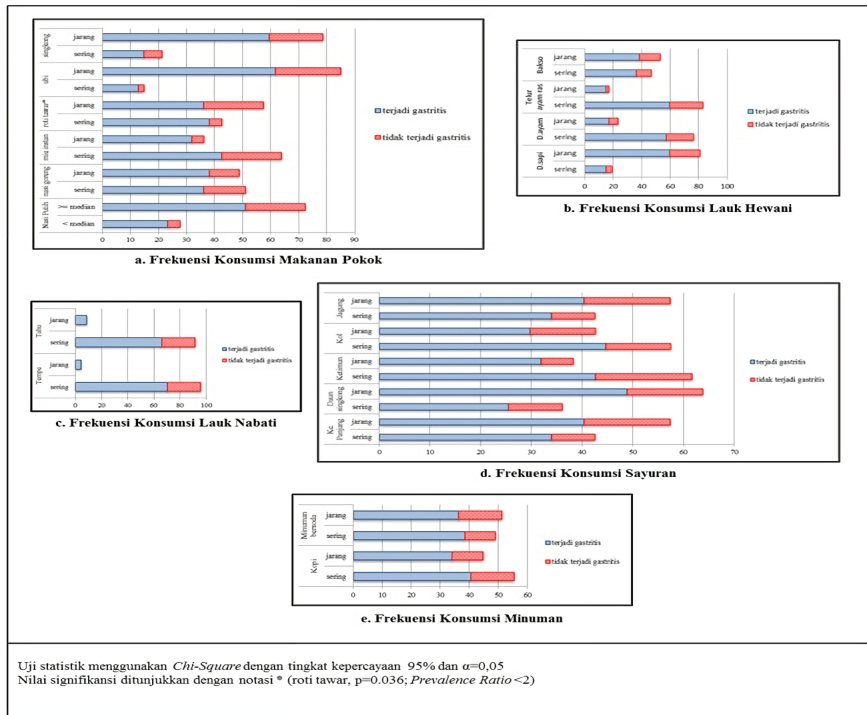 singkong
jarang
sering
ubi
jarang
sering
roti tawar*
jarang
sering
mie instan
jarang
sering
nasi goreng
jarang
sering
Nasi Putih
>= median
< median
0 10 20 30 40 50 60 70 80 90
terjadi gastritis
tidak terjadi gastritis
a. Frekuensi Konsumsi Makanan Pokok
Bakso
jarang
sering
Telur ayam ras
jarang
sering
D.ayam
jarang
sering
D.sapi
jarang
sering
0 20 40 60 80 100
terjadi gastritis
tidak terjadi gastritis
b. Frekuensi Konsumsi Lauk Hewani
Tahu
jarang
sering
Tempe
jarang
sering
0 20 40 60 80 100
terjadi gastritis
tidak terjadi gastritis
c. Frekuensi Konsumsi Lauk Nabati
Jagung
jarang
sering
Kol
jarang
sering
Ketimun
jarang
sering
Daun singkong
jarang
sering
Kc. Panjang
jarang
sering
0 10 20 30 40 50 60 70
terjadi gastritis
tidak terjadi gastritis
d. Frekuensi Konsumsi Sayuran
Minuman bersoda
jarang
sering
Kopi
jarang
sering
0 10 20 30 40 50 60
terjadi gastritis
tidak terjadi gastritis
e. Frekuensi Konsumsi Minuman
Uji statistik menggunakan Chi-Square dengan tingkat kepercayaan 95% dan α=0,05
Nilai signifikansi ditunjukkan dengan notasi * (roti tawar, p=0.036; Prevalence Ratio <2)